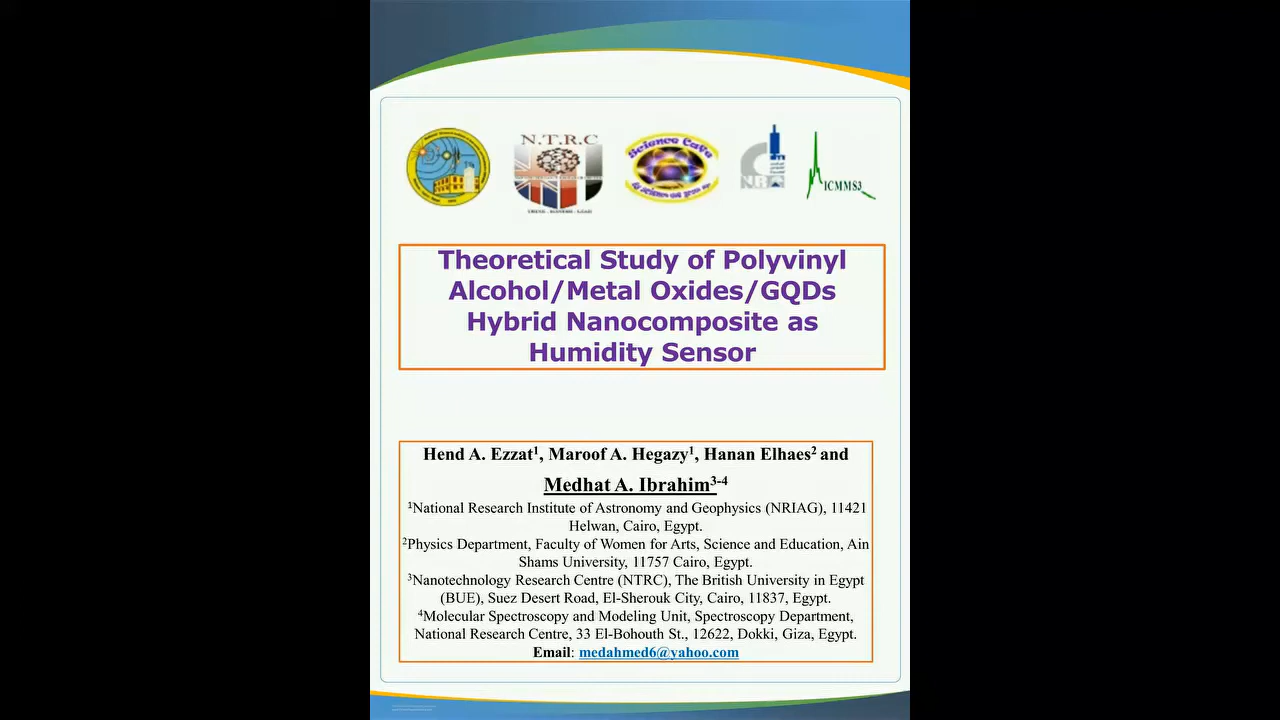 N.T.R.C
Science Cave
NRC
ICMMS3
Theoretical Study of Polyvinyl
Alcohol/Metal Oxides/GQDs
Hybrid Nanocomposite as
Humidity Sensor
Hend A. Ezzat¹, Maroof A. Hegazy¹, Hanan Elhaes² and
Medhat A. Ibrahim³⁻⁴
¹National Research Institute of Astronomy and Geophysics (NRIAG), 11421
Helwan, Cairo, Egypt.
²Physics Department, Faculty of Women for Arts, Science and Education, Ain
Shams University, 11757 Cairo, Egypt.
³Nanotechnology Research Centre (NTRC), The British University in Egypt
(BUE), Suez Desert Road, El-Sherouk City, Cairo, 11837, Egypt.
⁴Molecular Spectroscopy and Modeling Unit, Spectroscopy Department,
National Research Centre, 33 El-Bohouth St., 12622, Dokki, Giza, Egypt.
Email: medahmed6@yahoo.com